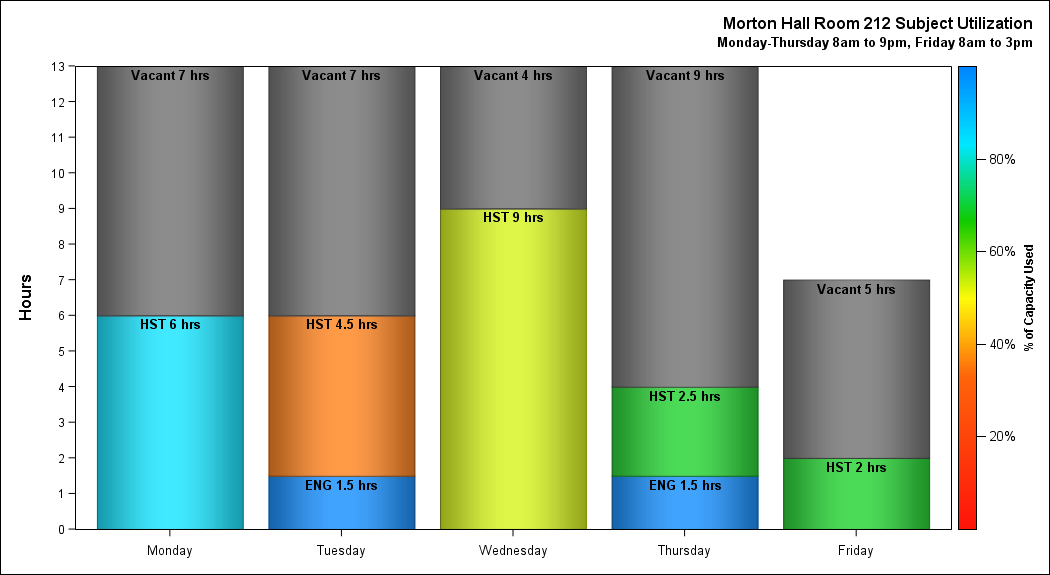 Morton Hall Room 212 Subject Utilization
Monday-Thursday 8am to 9pm, Friday 8am to 3pm
13
12
11
10
9
8
7
6
5
4
3
2
1
0
Hours
Vacant 7 hrs
HST 6 hrs
Vacant 7 hrs
HST 4.5 hrs
ENG 1.5 hrs
Vacant 4 hrs
HST 9 hrs
Vacant 9 hrs
HST 2.5 hrs
ENG 1.5 hrs
Vacant 5 hrs
HST 2 hrs
Monday
Tuesday
Wednesday
Thursday
Friday
80%
60%
40%
20%
% of Capacity Used